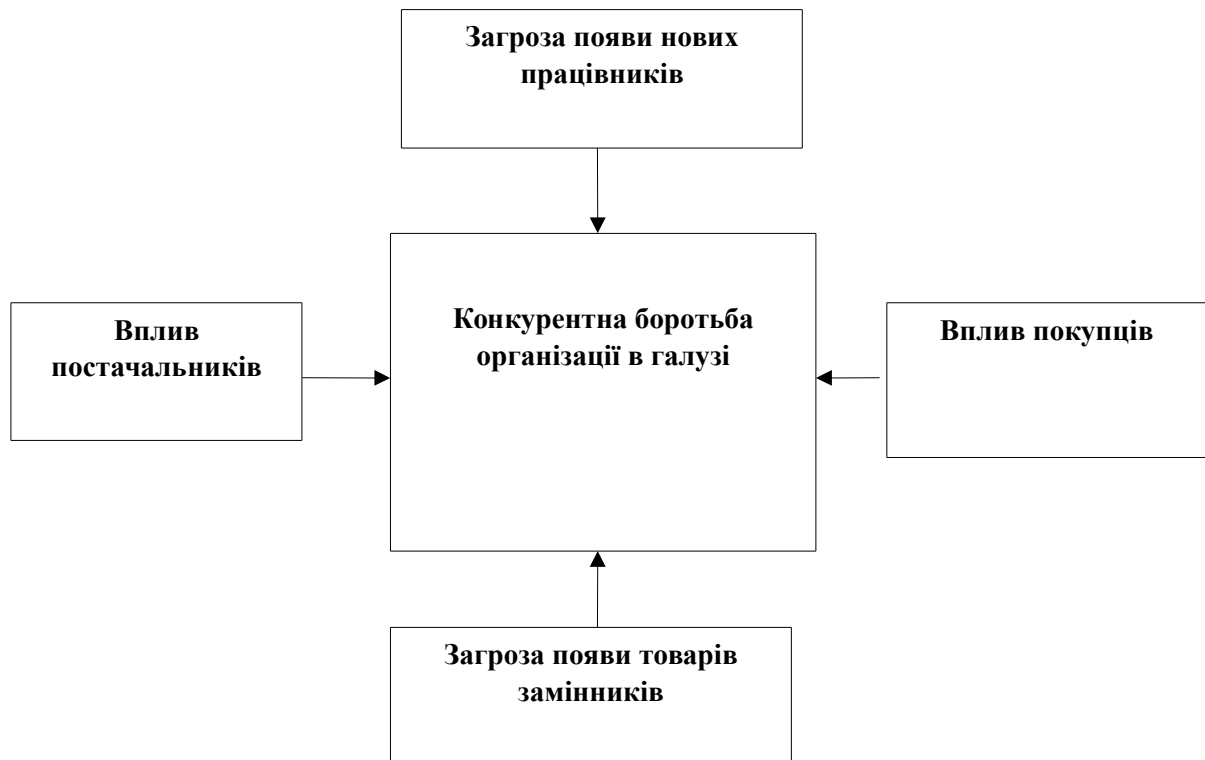 Загроза появи нових
працівників
Вплив
постачальників
Конкурентна боротьба
організації в галузі
Вплив покупців
Загроза появи товарів
замінників